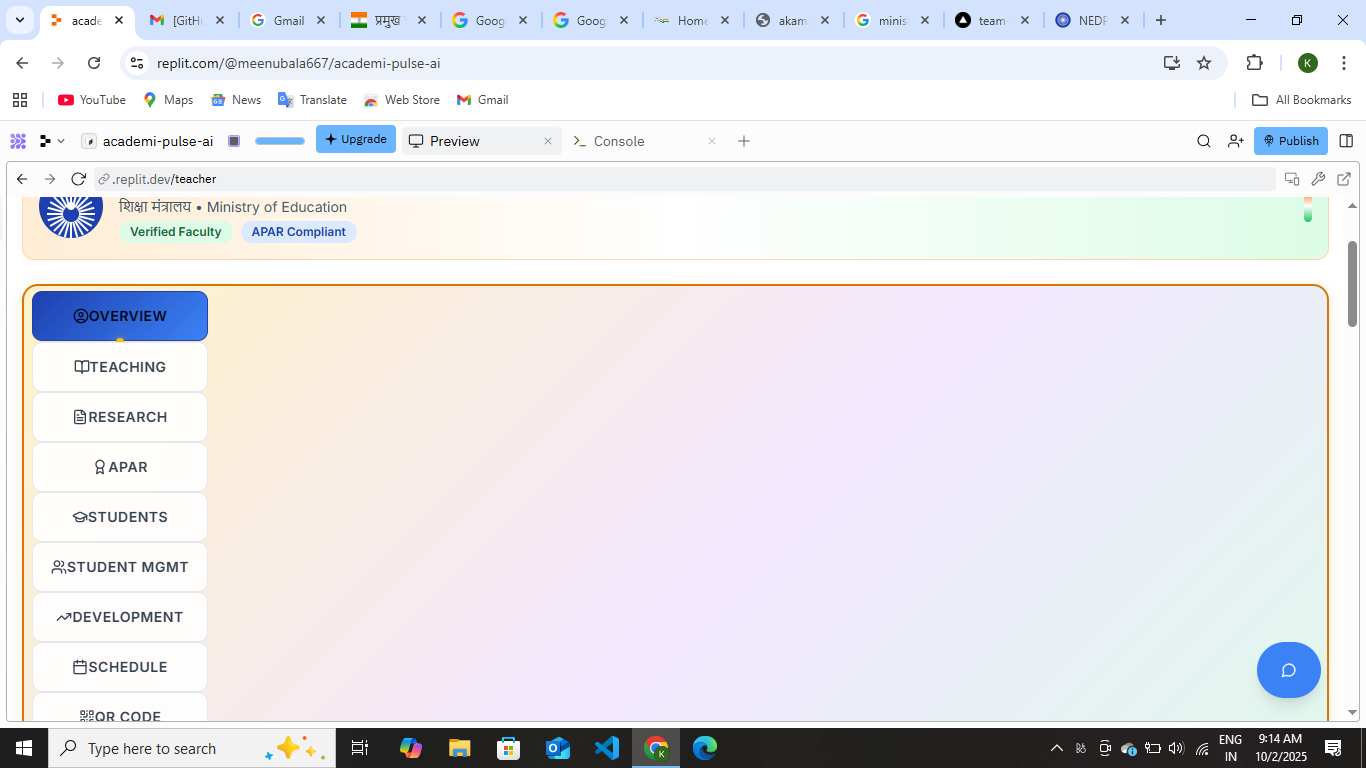 acade
[GitH
Gmail
प्रमुख
Goog
Goog
Home
akam
minis
team-
NEDF
replit.com/@meenubala667/academi-pulse-ai
K
YouTube
Maps
News
Translate
Web Store
Gmail
All Bookmarks
academi-pulse-ai
Upgrade
Preview
Console
Publish
.replit.dev/teacher
शिक्षा मंत्रालय • Ministry of Education
Verified Faculty
APAR Compliant
OVERVIEW
TEACHING
RESEARCH
APAR
STUDENTS
STUDENT MGMT
DEVELOPMENT
SCHEDULE
QR CODE
Type here to search
K
ENG
IN
9:14 AM
10/2/2025